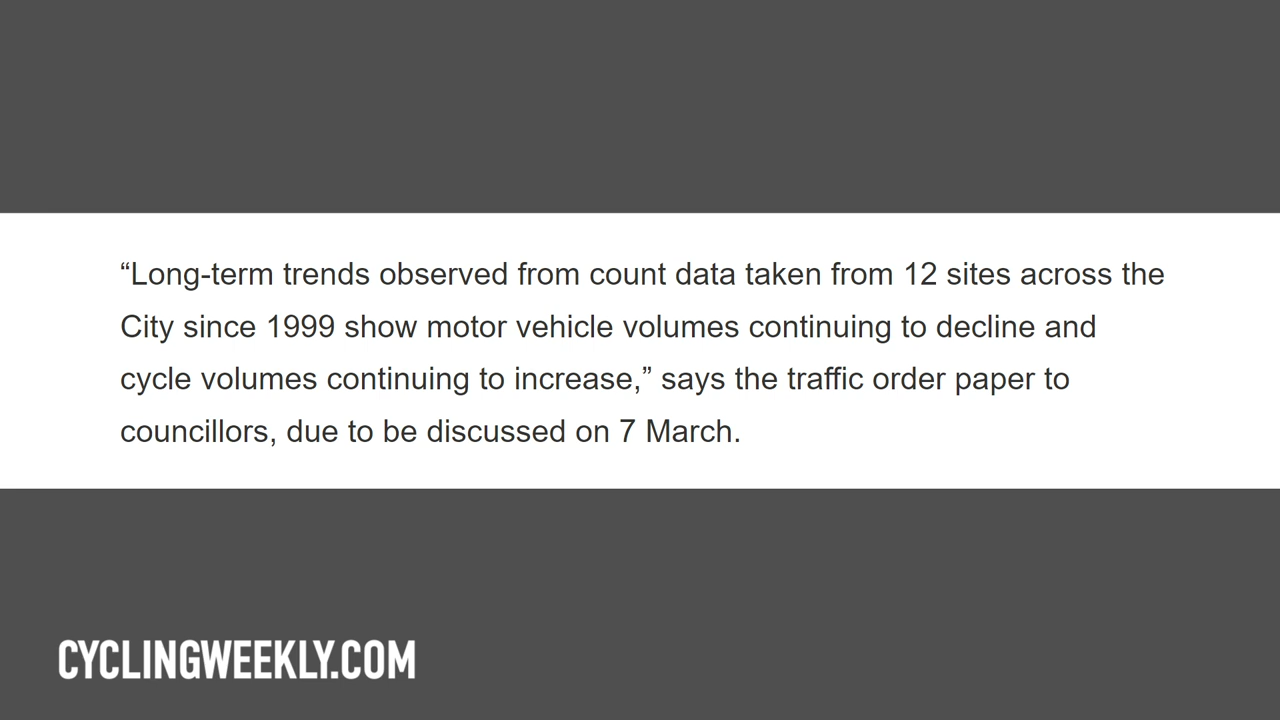 “Long-term trends observed from count data taken from 12 sites across the
City since 1999 show motor vehicle volumes continuing to decline and
cycle volumes continuing to increase,” says the traffic order paper to
councillors, due to be discussed on 7 March.
CYCLINGWEEKLY.COM